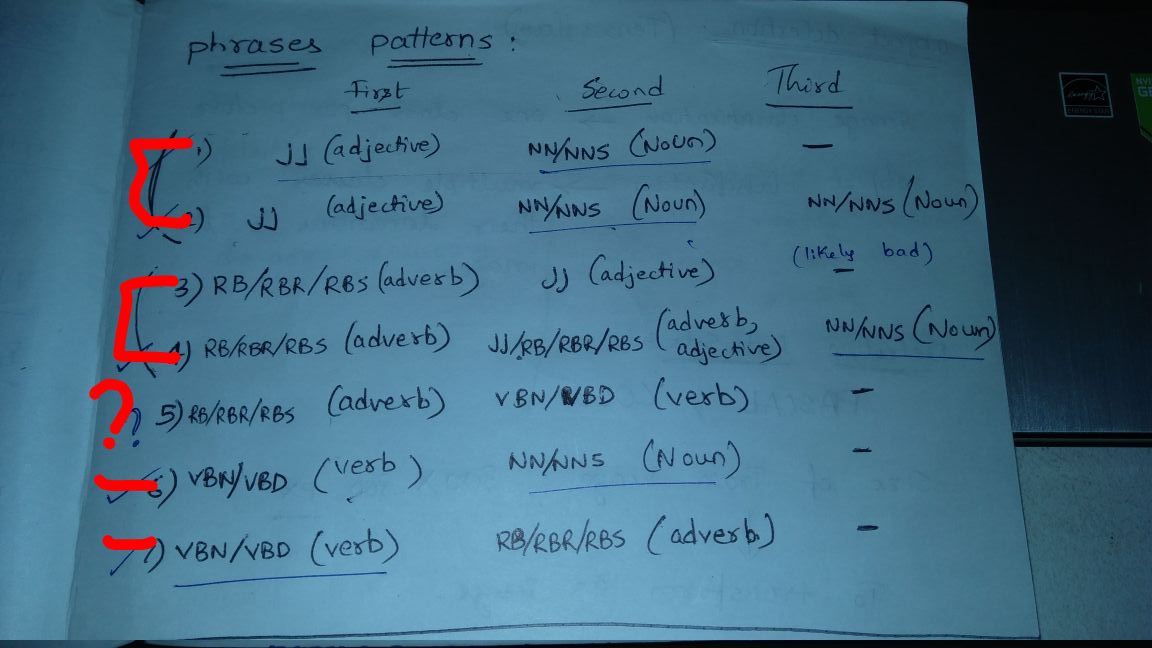 phrases patterns :
First Second Third
1) JJ (adjective) NN/NNS (Noun) —
2) JJ (adjective) NN/NNS (Noun) NN/NNS (Noun)
3) RB/RBR/RBS (adverb) JJ (adjective) (likely bad) —
4) RB/RBR/RBS (adverb) JJ/RB/RBR/RBS (adverb, adjective) NN/NNS (Noun)
? 5) RB/RBR/RBS (adverb) VBN/VBD (verb) —
6) VBN/VBD (verb) NN/NNS (Noun) —
7) VBN/VBD (verb) RB/RBR/RBS (adverb) —